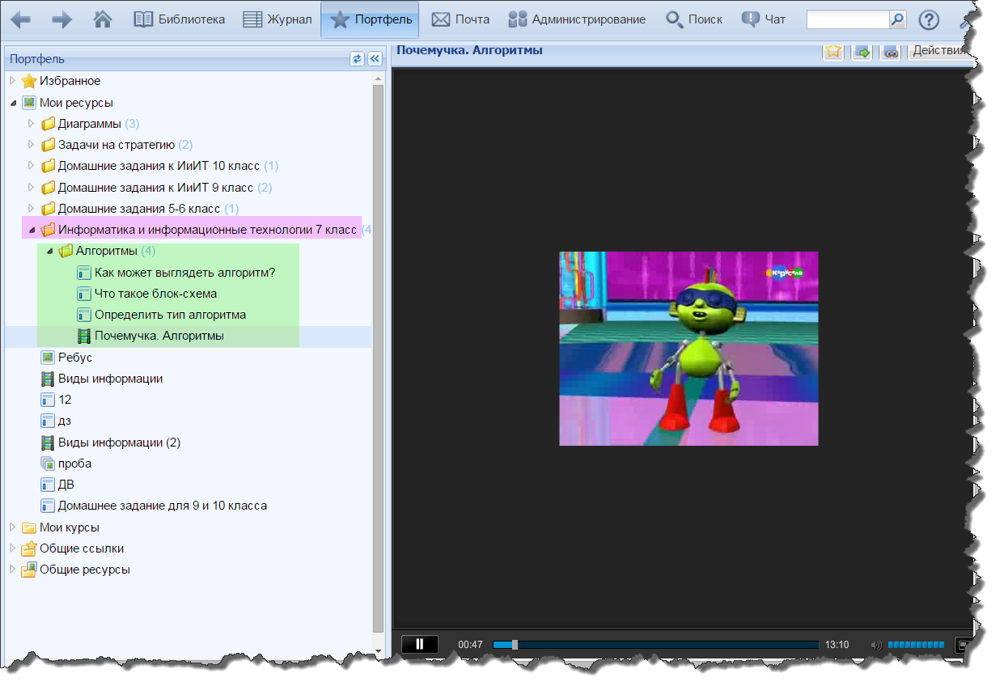 Библиотека Журнал Портфель Почта Администрирование Поиск Чат
Портфель
Избранное
Мои ресурсы
Диаграммы (3)
Задачи на стратегию (2)
Домашние задания к ИиИТ 10 класс (1)
Домашние задания к ИиИТ 9 класс (2)
Домашние задания 5-6 класс (1)
Информатика и информационные технологии 7 класс (4
Алгоритмы (4)
Как может выглядеть алгоритм?
Что такое блок-схема
Определить тип алгоритма
Почемучка. Алгоритмы
Ребус
Виды информации
12
дз
Виды информации (2)
проба
ДВ
Домашнее задание для 9 и 10 класса
Мои курсы
Общие ссылки
Общие ресурсы
Почемучка. Алгоритмы
Действия
Карусель
00:47 13:10